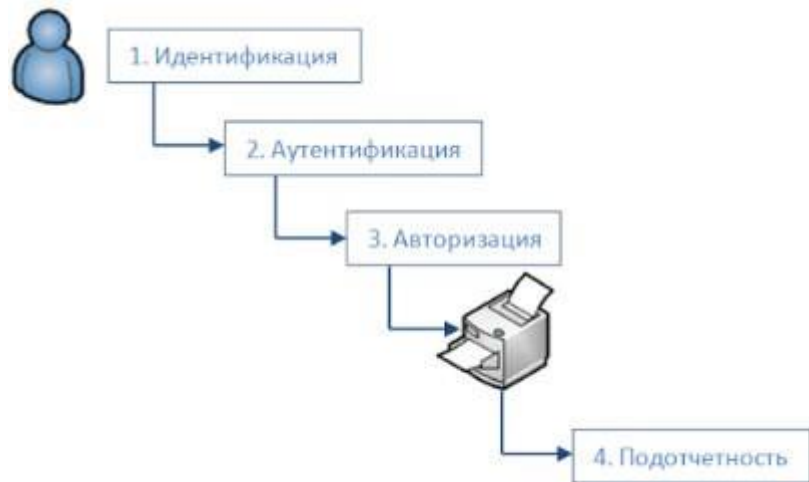 1. Идентификация
2. Аутентификация
3. Авторизация
4. Подотчетность